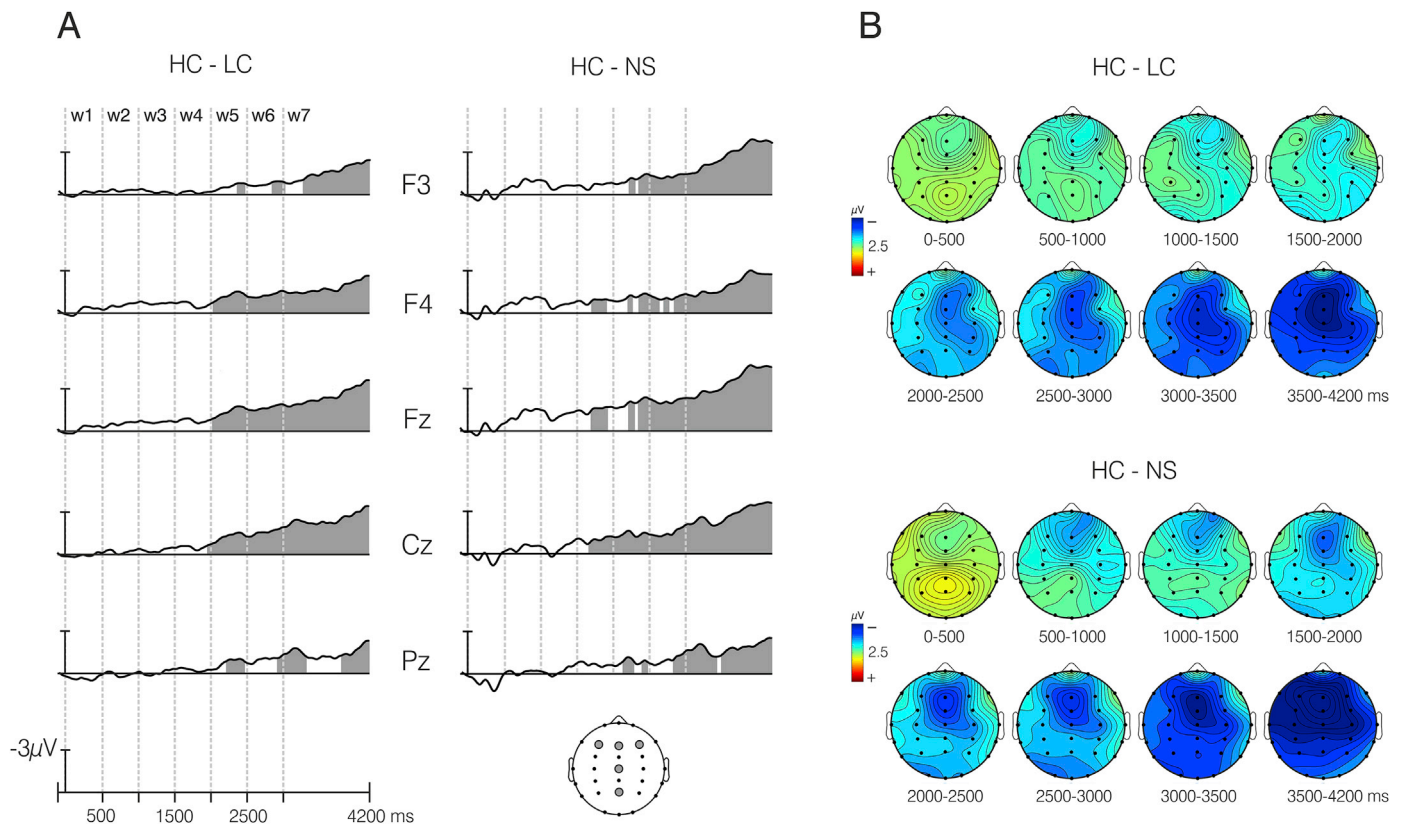 A
HC - LC
HC - NS
w1 w2 w3 w4 w5 w6 w7
F3
F4
Fz
Cz
Pz
-3µV
500 1500 2500 4200 ms
B
HC - LC
0-500 500-1000 1000-1500 1500-2000
µV
−
2.5
+
2000-2500 2500-3000 3000-3500 3500-4200 ms
HC - NS
0-500 500-1000 1000-1500 1500-2000
µV
−
2.5
+
2000-2500 2500-3000 3000-3500 3500-4200 ms